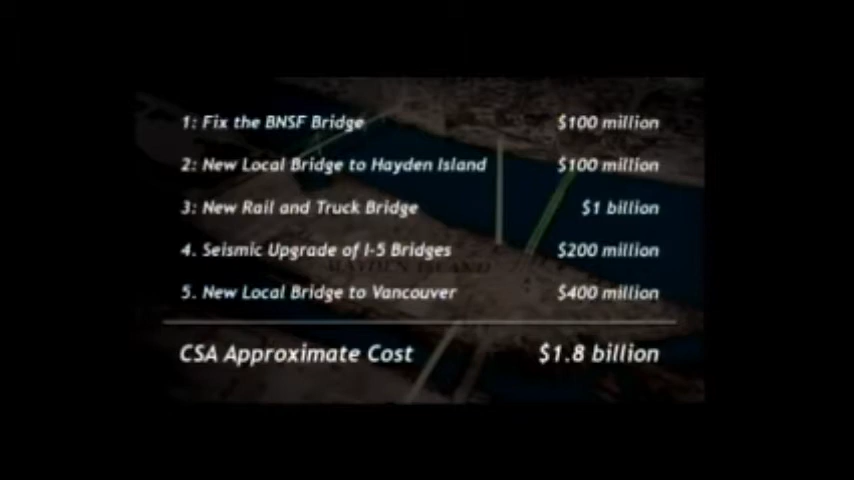 1: Fix the BNSF Bridge $100 million
2: New Local Bridge to Hayden Island $100 million
3: New Rail and Truck Bridge $1 billion
4. Seismic Upgrade of I-5 Bridges $200 million
HAYDEN ISLAND
5. New Local Bridge to Vancouver $400 million
CSA Approximate Cost $1.8 billion